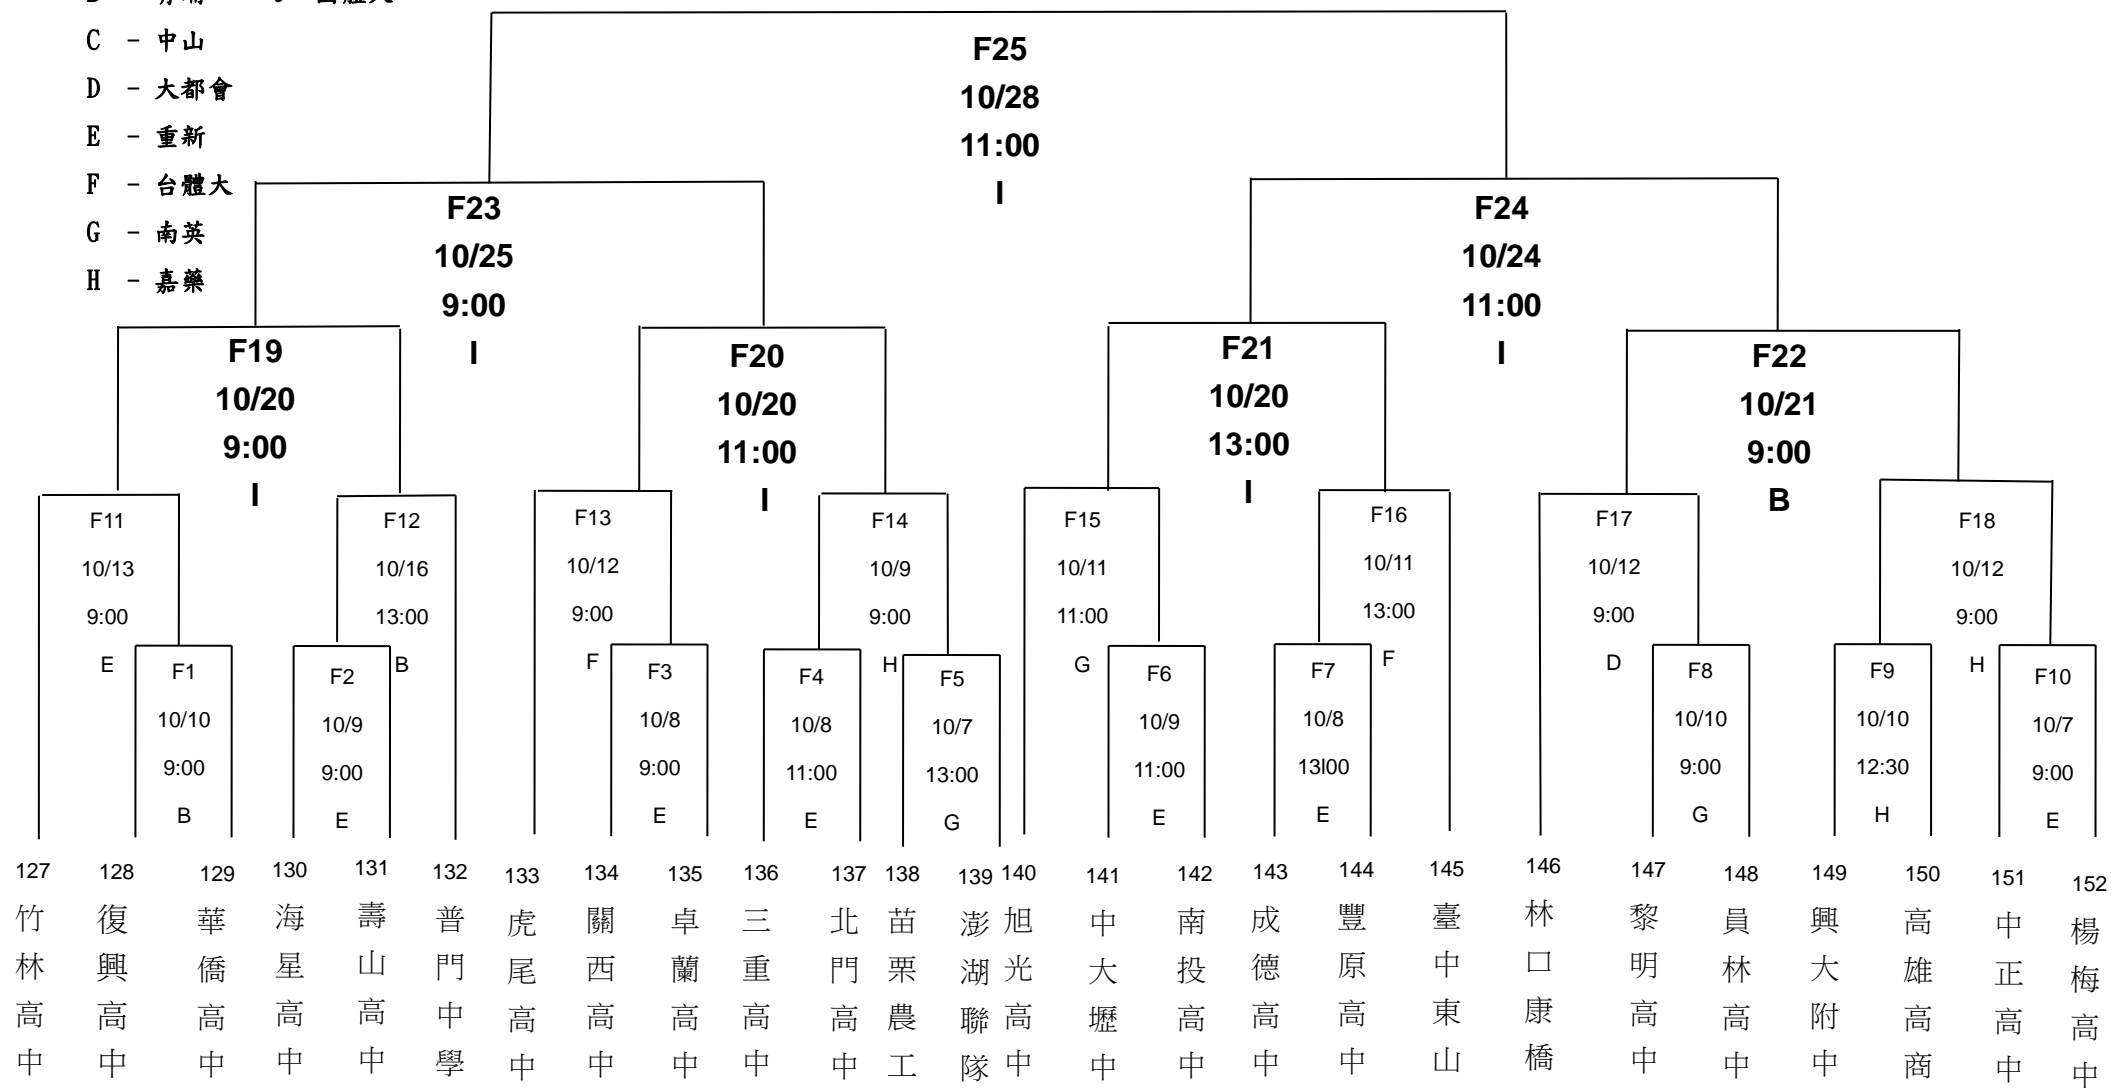 C - 中山
D - 大都會
E - 重新
F - 台體大
G - 南英
H - 嘉藥
F25
10/28
11:00
I
F23
10/25
9:00
I
F24
10/24
11:00
I
F19
10/20
9:00
I
F20
10/20
11:00
I
F21
10/20
13:00
I
F22
10/21
9:00
B
F11
10/13
9:00
E
F12
10/16
13:00
B
F13
10/12
9:00
F
F14
10/9
9:00
H
F15
10/11
11:00
G
F16
10/11
13:00
F
F17
10/12
9:00
D
F18
10/12
9:00
H
F1
10/10
9:00
B
F2
10/9
9:00
E
F3
10/8
9:00
E
F4
10/8
11:00
E
F5
10/7
13:00
G
F6
10/9
11:00
E
F7
10/8
13l00
E
F8
10/10
9:00
G
F9
10/10
12:30
H
F10
10/7
9:00
E
127
竹林高中
128
復興高中
129
華僑高中
130
海星高中
131
壽山高中
132
普門中學
133
虎尾高中
134
關西高中
135
卓蘭高中
136
三重高中
137
北門高中
138
苗栗農工
139
澎湖聯隊
140
旭光高中
141
中大壢中
142
南投高中
143
成德高中
144
豐原高中
145
臺中東山
146
林口康橋
147
黎明高中
148
員林高中
149
興大附中
150
高雄高商
151
中正高中
152
楊梅高中